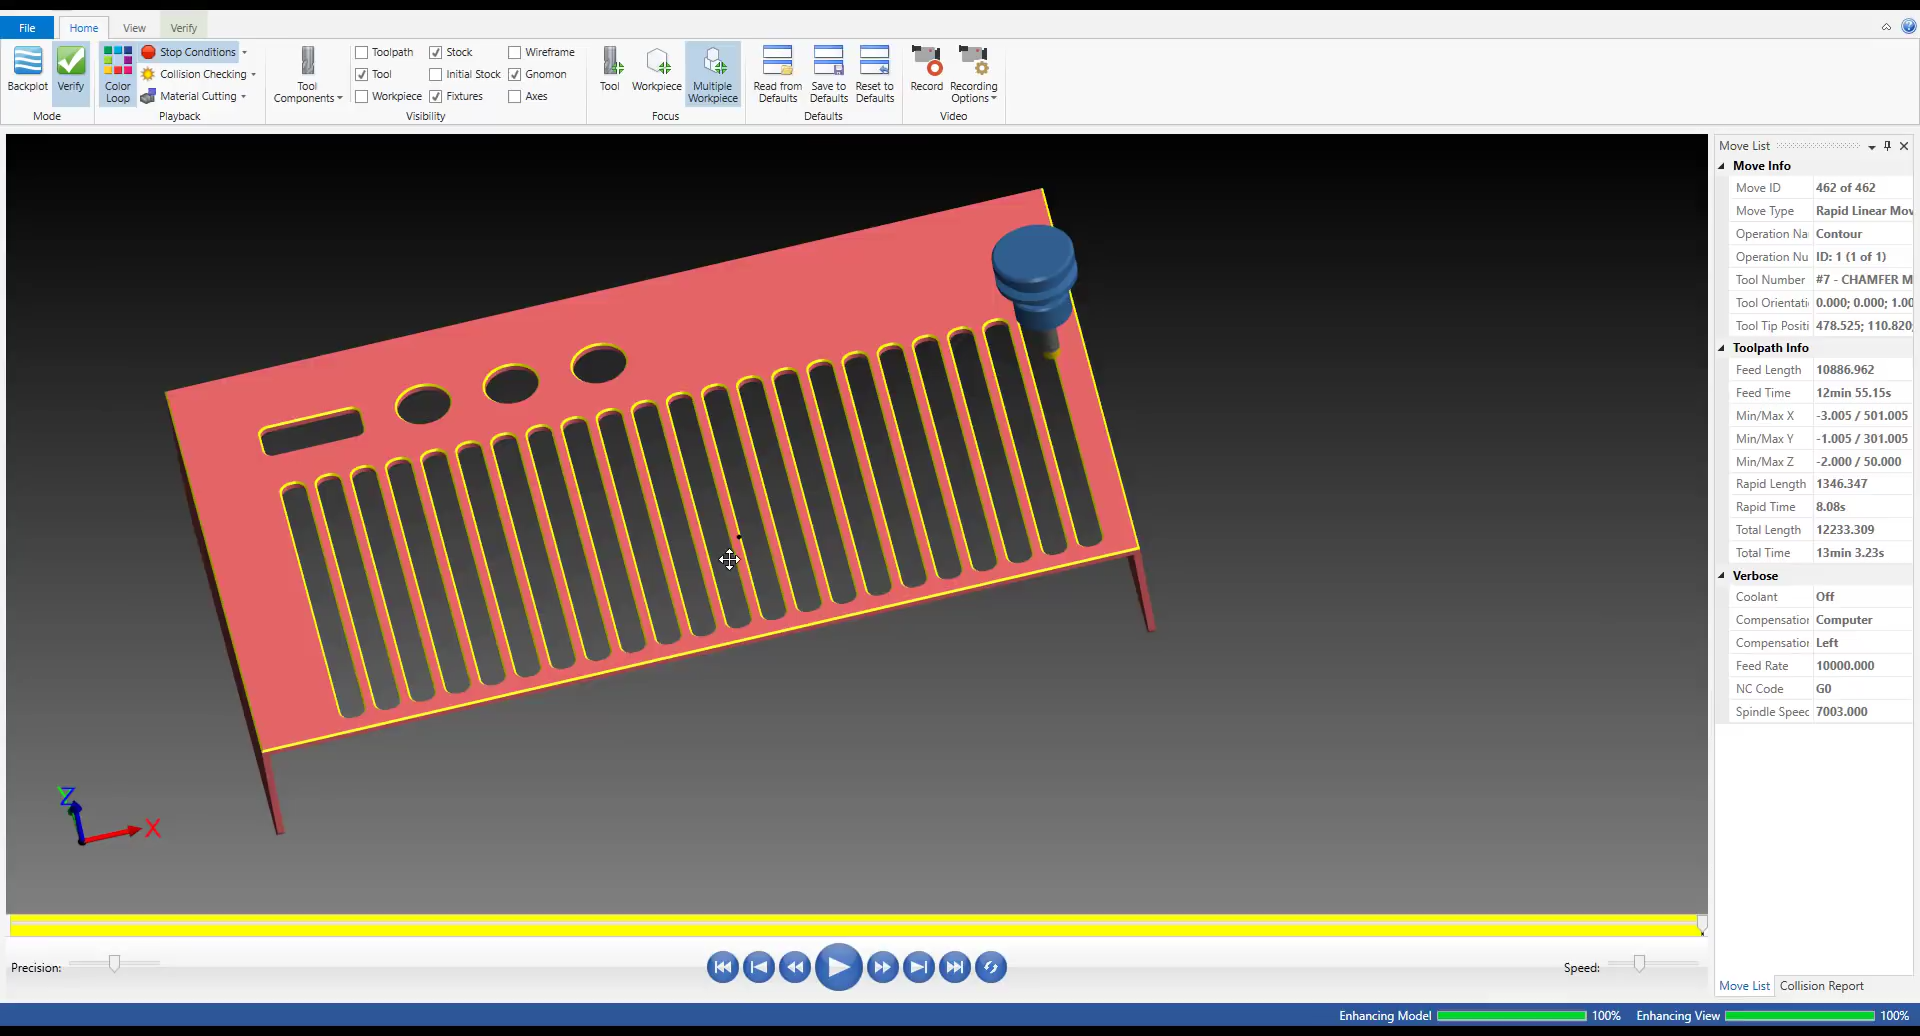 File Home View Verify
Backplot Verify
Mode
Color Loop
Stop Conditions
Collision Checking
Material Cutting
Playback
Tool Components
Toolpath Stock Wireframe
Tool Initial Stock Gnomon
Workpiece Fixtures Axes
Visibility
Tool Workpiece Multiple Workpiece
Focus
Read from Defaults Save to Defaults Reset to Defaults
Defaults
Record Recording Options
Video
Move List
Move Info
Move ID 462 of 462
Move Type Rapid Linear Mov
Operation Na Contour
Operation Nu ID: 1 (1 of 1)
Tool Number #7 - CHAMFER M
Tool Orientati 0.000; 0.000; 1.00
Tool Tip Positi 478.525; 110.820;
Toolpath Info
Feed Length 10886.962
Feed Time 12min 55.15s
Min/Max X -3.005 / 501.005
Min/Max Y -1.005 / 301.005
Min/Max Z -2.000 / 50.000
Rapid Length 1346.347
Rapid Time 8.08s
Total Length 12233.309
Total Time 13min 3.23s
Verbose
Coolant Off
Compensatio Computer
Compensatio Left
Feed Rate 10000.000
NC Code G0
Spindle Speed 7003.000
Z
X
Precision:
Speed:
Move List Collision Report
Enhancing Model 100% Enhancing View 100%